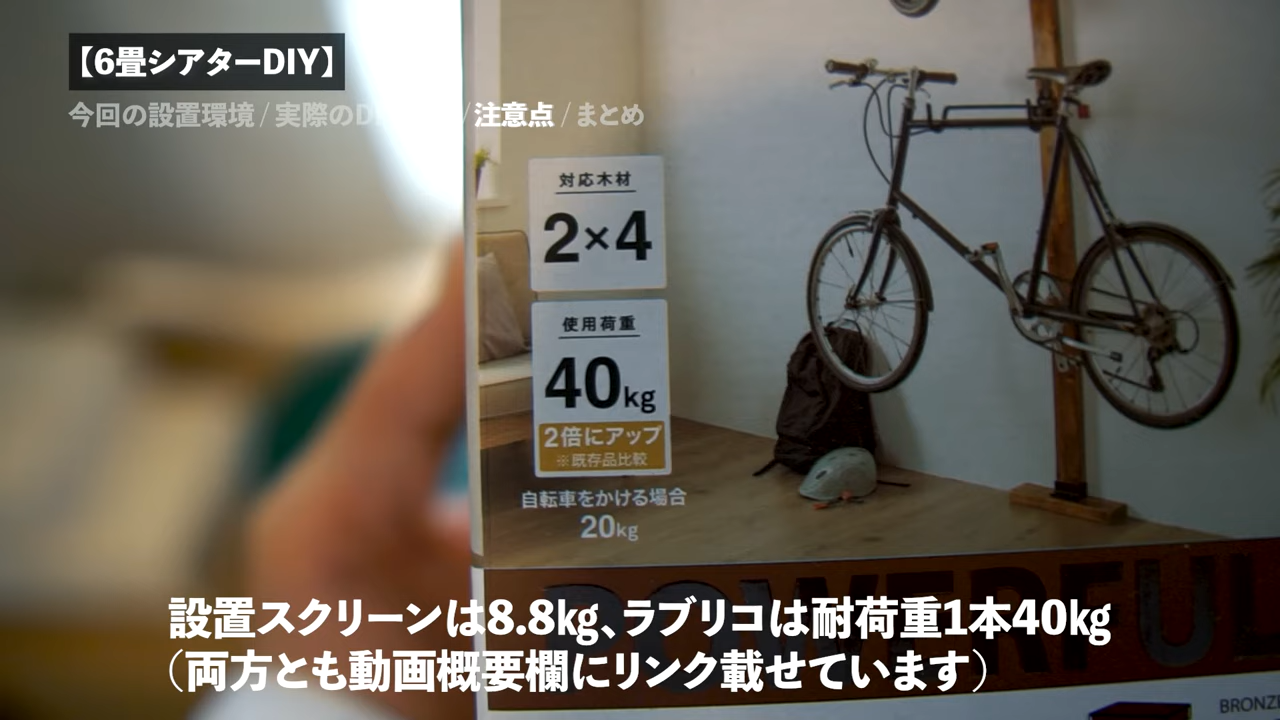 【6畳シアターDIY】
今回の設置環境 / 実際の / 注意点 / まとめ
対応木材
2×4
使用荷重
40kg
2倍にアップ
※既存品比較
自転車をかける場合
20kg
POWERFUL
設置スクリーンは8.8㎏、ラブリコは耐荷重1本40㎏
（両方とも動画概要欄にリンク載せています）